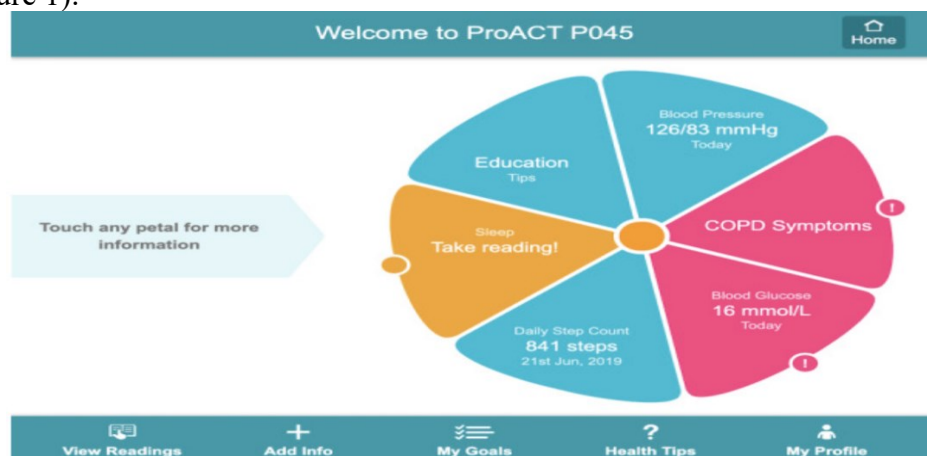 ure 1).
Welcome to ProACT P045
Home
Blood Pressure
126/83 mmHg
Today
Education
Tips
COPD Symptoms
!
Touch any petal for more
information
Sleep
Take reading!
Blood Glucose
16 mmol/L
Today
!
Daily Step Count
841 steps
21st Jun, 2019
View Readings
Add Info
My Goals
?
Health Tips
My Profile